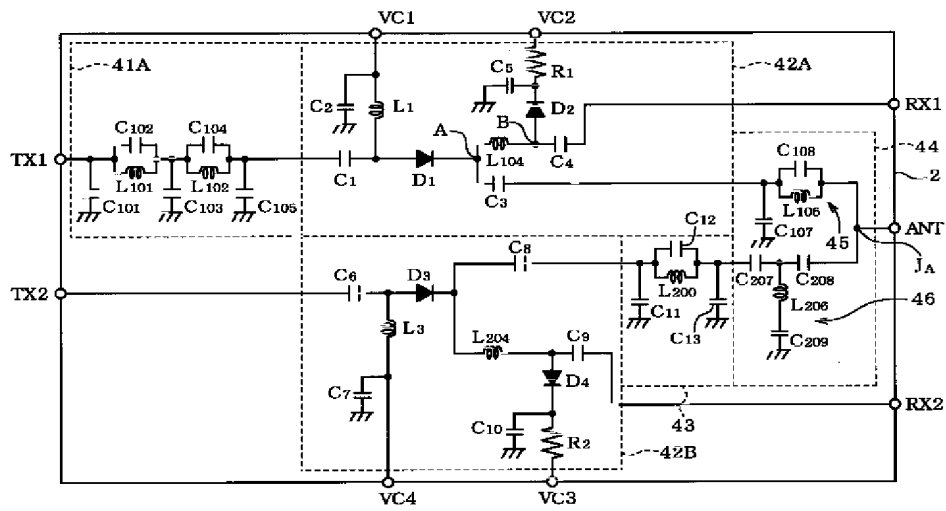 VC1
VC2
41A
C5
R1
42A
C2
L1
D2
RX1
C102
C104
A
B
44
TX1
L104
C4
C108
L101
L102
C1
D1
2
C3
L106
C101
C103
C105
C12
C107
45
ANT
C8
JA
C6
D3
C207
C208
TX2
L200
L206
46
C11
L3
C13
C209
L204
C9
C7
D4
RX2
C10
43
R2
42B
VC4
VC3